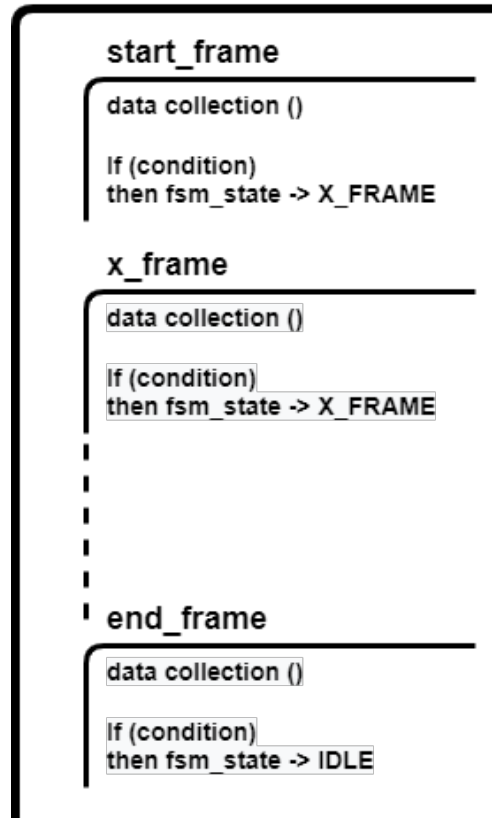 start_frame
data collection ()
If (condition)
then fsm_state -> X_FRAME
x_frame
data collection ()
If (condition)
then fsm_state -> X_FRAME
end_frame
data collection ()
If (condition)
then fsm_state -> IDLE